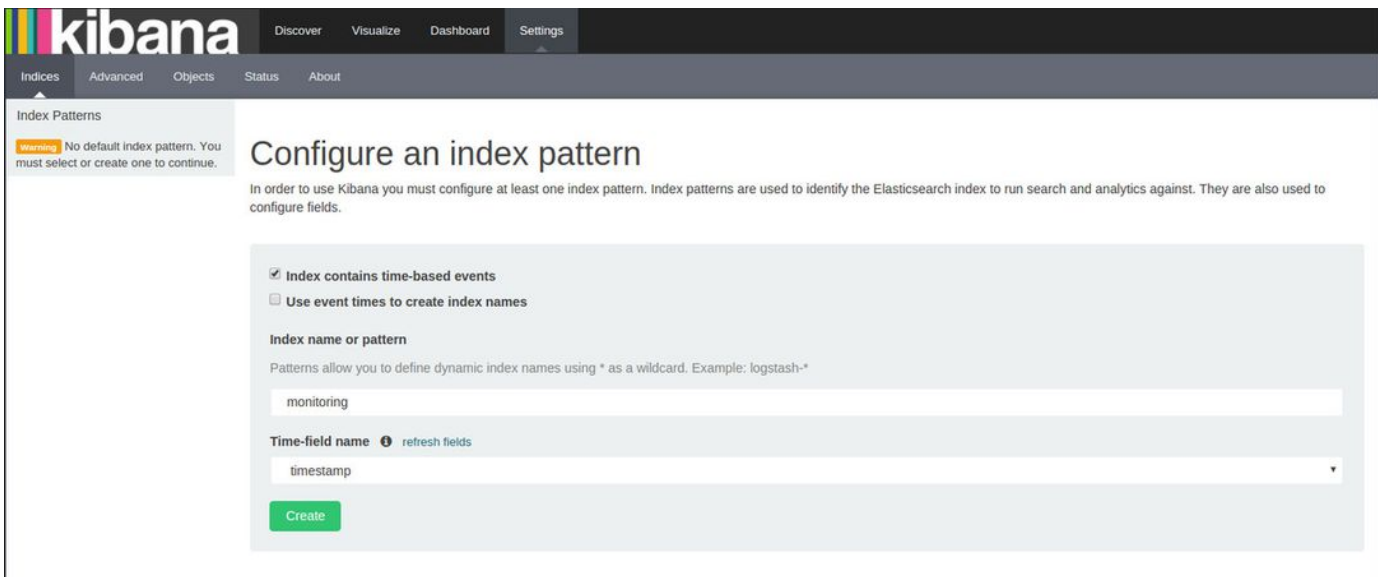 kibana
Discover Visualize Dashboard Settings
Indices Advanced Objects Status About
Index Patterns
Warning No default index pattern. You
must select or create one to continue.
Configure an index pattern
In order to use Kibana you must configure at least one index pattern. Index patterns are used to identify the Elasticsearch index to run search and analytics against. They are also used to
configure fields.
Index contains time-based events
Use event times to create index names
Index name or pattern
Patterns allow you to define dynamic index names using * as a wildcard. Example: logstash-*
monitoring
Time-field name refresh fields
timestamp
Create